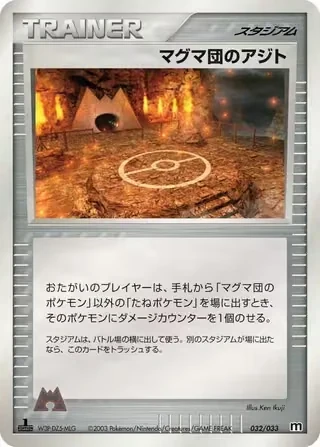 TRAINER
スタジアム
マグマ団のアジト
おたがいのプレイヤーは、手札から「マグマ団の
ポケモン」以外の「たねポケモン」を場に出すとき、
そのポケモンにダメージカウンターを1個のせる。
スタジアムは、バトル場の横に出して使う。別のスタジアムが場に出た
なら、このカードをトラッシュする。
Illus.Ken Ikuji
1 EDITION W3P-DZ5-MLG ©2003 Pokémon/Nintendo/Creatures/GAME FREAK 032/033 m